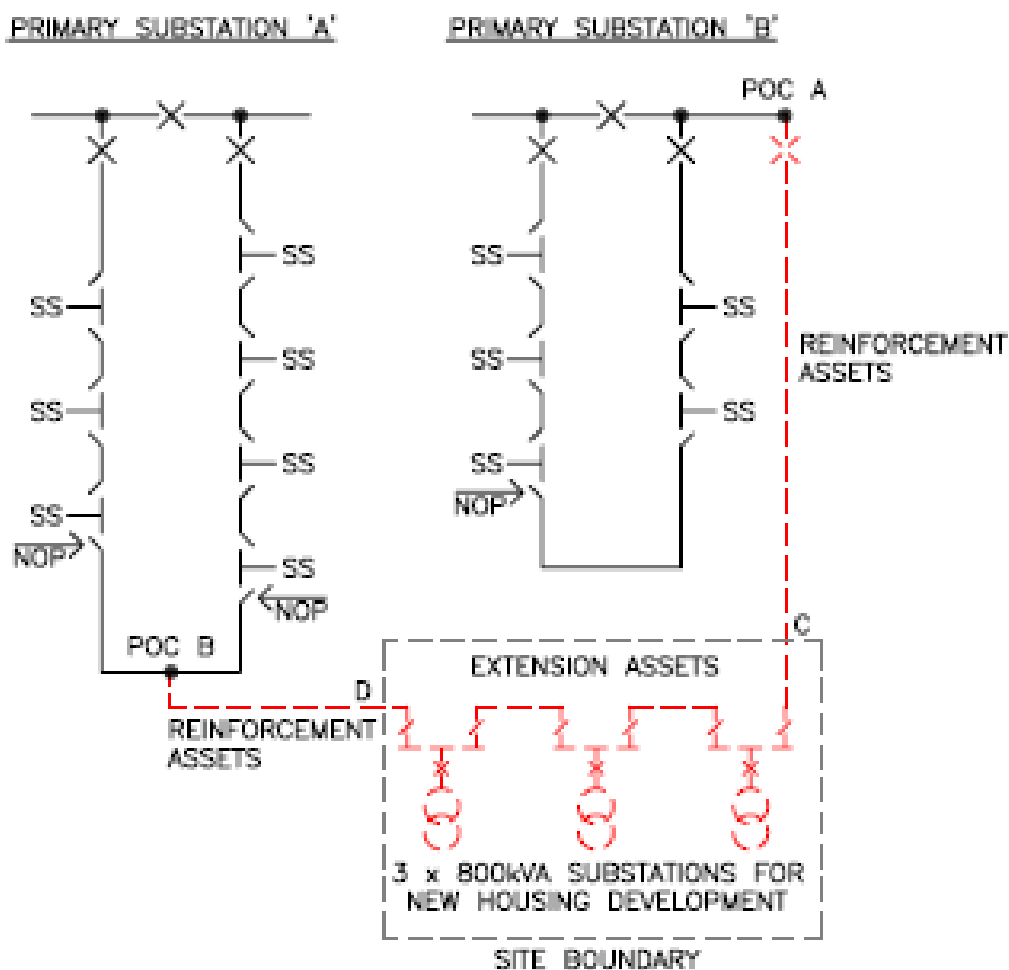 PRIMARY SUBSTATION 'A'
PRIMARY SUBSTATION 'B'
POC A
SS
SS
SS
SS
SS
SS
SS
SS
SS
SS
SS
SS
REINFORCEMENT
ASSETS
NOP
NOP
NOP
POC B
C
EXTENSION ASSETS
D
REINFORCEMENT
ASSETS
3 x 800kVA SUBSTATIONS FOR
NEW HOUSING DEVELOPMENT
SITE BOUNDARY